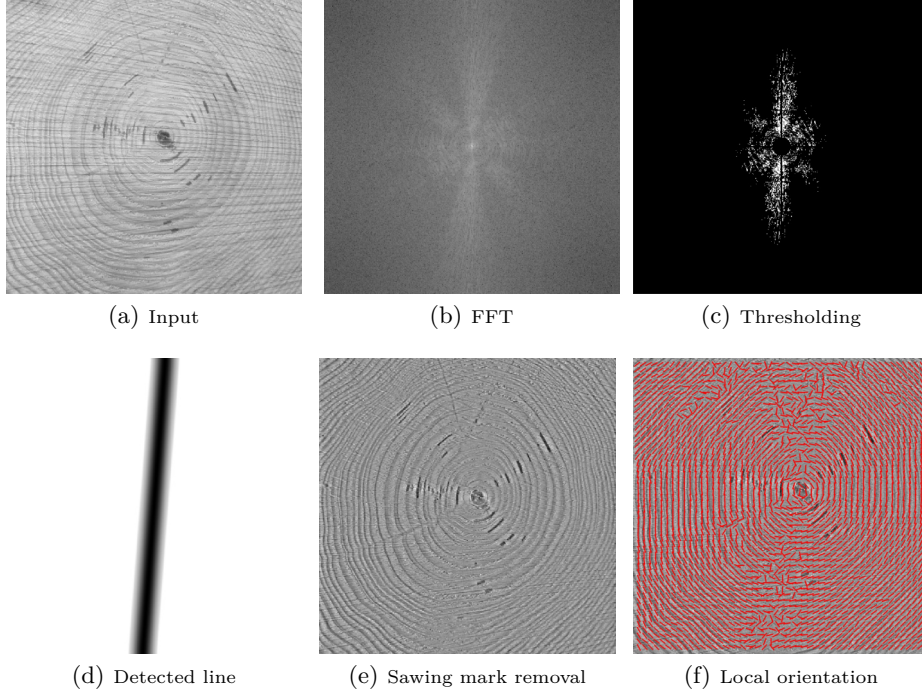 (a) Input
(b) FFT
(c) Thresholding
(d) Detected line
(e) Sawing mark removal
(f) Local orientation